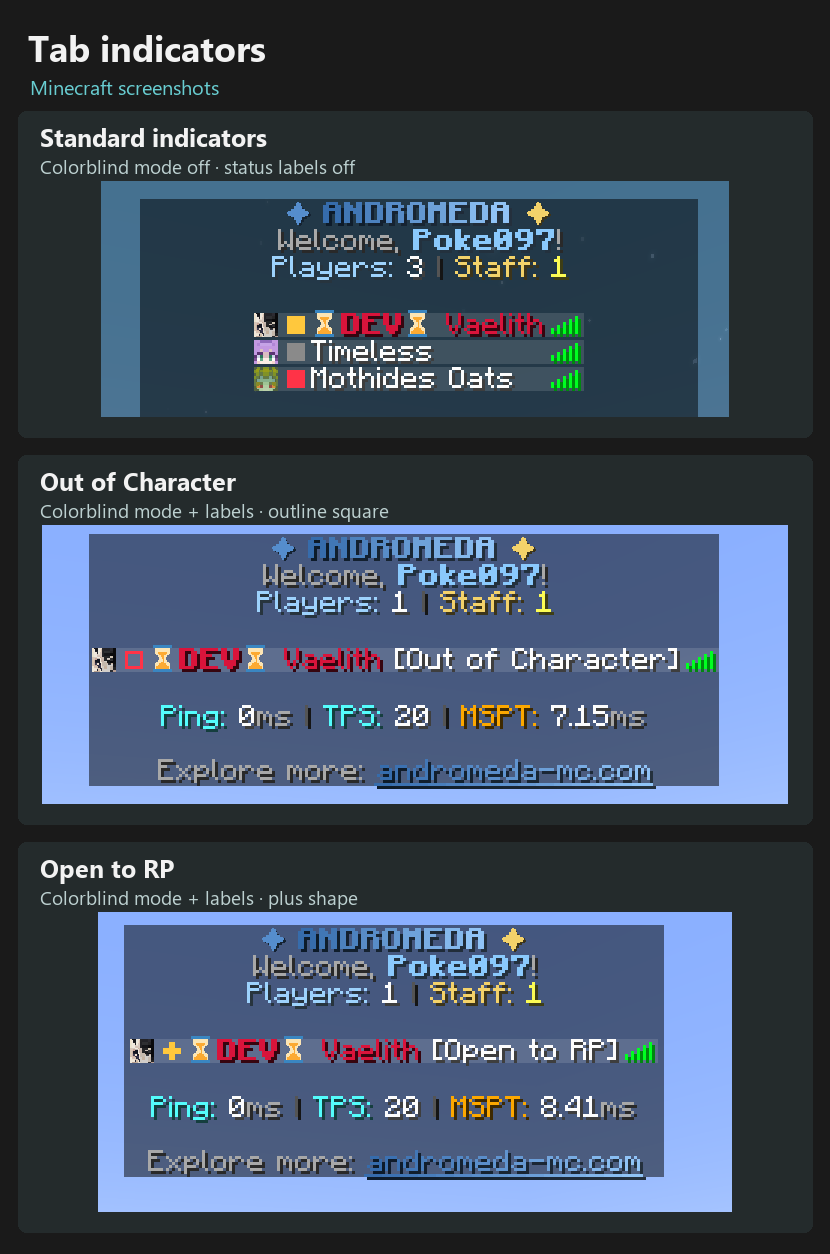 Tab indicators
Minecraft screenshots
Standard indicators
Colorblind mode off · status labels off
ANDROMEDA
Welcome, Poke097!
Players: 3 | Staff: 1
DEV Vaelith
Timeless
Mothides Oats
Out of Character
Colorblind mode + labels · outline square
ANDROMEDA
Welcome, Poke097!
Players: 1 | Staff: 1
DEV Vaelith [Out of Character]
Ping: 0ms | TPS: 20 | MSPT: 7.15ms
Explore more: andromeda-mc.com
Open to RP
Colorblind mode + labels · plus shape
ANDROMEDA
Welcome, Poke097!
Players: 1 | Staff: 1
DEV Vaelith [Open to RP]
Ping: 0ms | TPS: 20 | MSPT: 8.41ms
Explore more: andromeda-mc.com